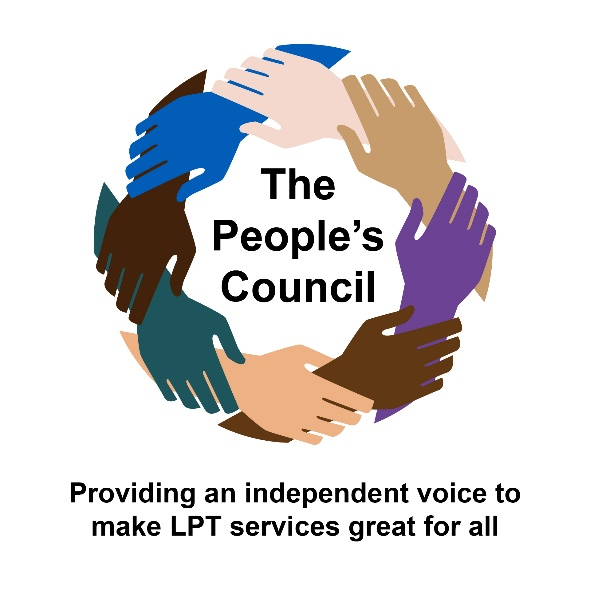 The
People’s
Council
Providing an independent voice to
make LPT services great for all